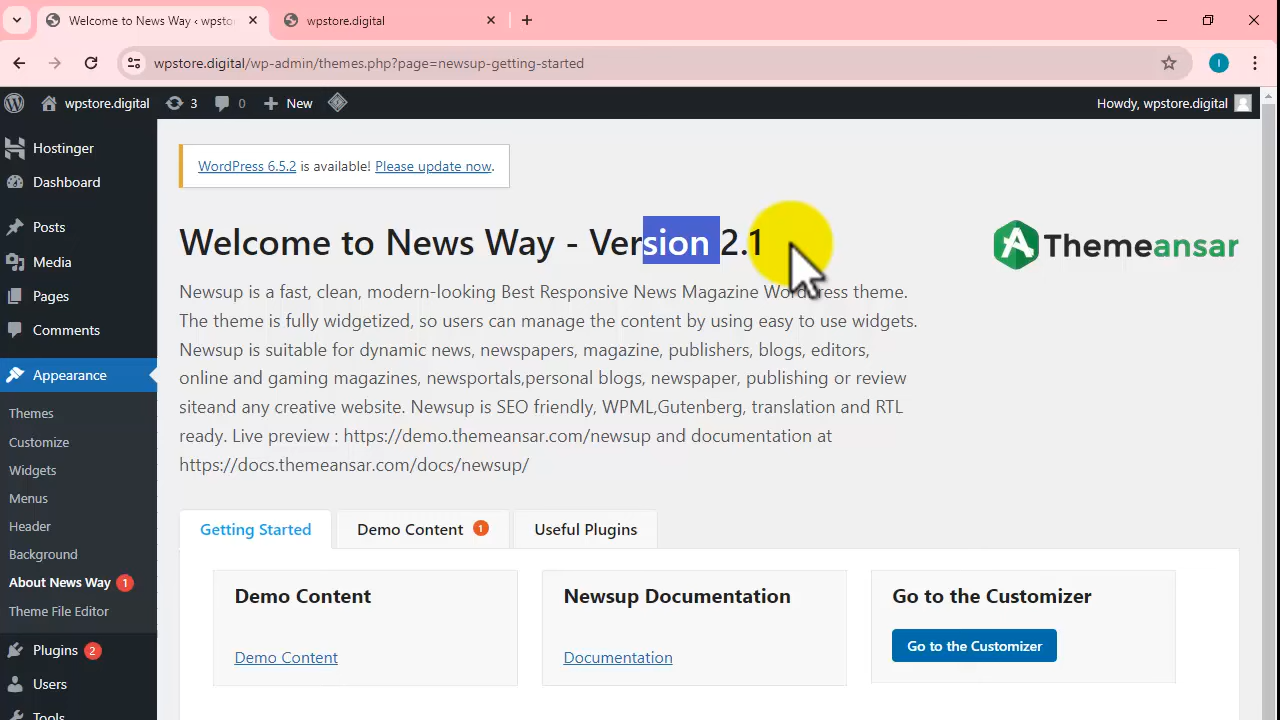 Welcome to News Way ‹ wpsto
wpstore.digital
wpstore.digital/wp-admin/themes.php?page=newsup-getting-started
wpstore.digital
3
0
New
Howdy, wpstore.digital
Hostinger
Dashboard
Posts
Media
Pages
Comments
Appearance
Themes
Customize
Widgets
Menus
Header
Background
About News Way 1
Theme File Editor
Plugins 2
Users
Tools
WordPress 6.5.2 is available! Please update now.
Welcome to News Way - Version 2.1
Themeansar
Newsup is a fast, clean, modern-looking Best Responsive News Magazine WordPress theme.
The theme is fully widgetized, so users can manage the content by using easy to use widgets.
Newsup is suitable for dynamic news, newspapers, magazine, publishers, blogs, editors,
online and gaming magazines, newsportals,personal blogs, newspaper, publishing or review
siteand any creative website. Newsup is SEO friendly, WPML,Gutenberg, translation and RTL
ready. Live preview : https://demo.themeansar.com/newsup and documentation at
https://docs.themeansar.com/docs/newsup/
Getting Started
Demo Content 1
Useful Plugins
Demo Content
Demo Content
Newsup Documentation
Documentation
Go to the Customizer
Go to the Customizer